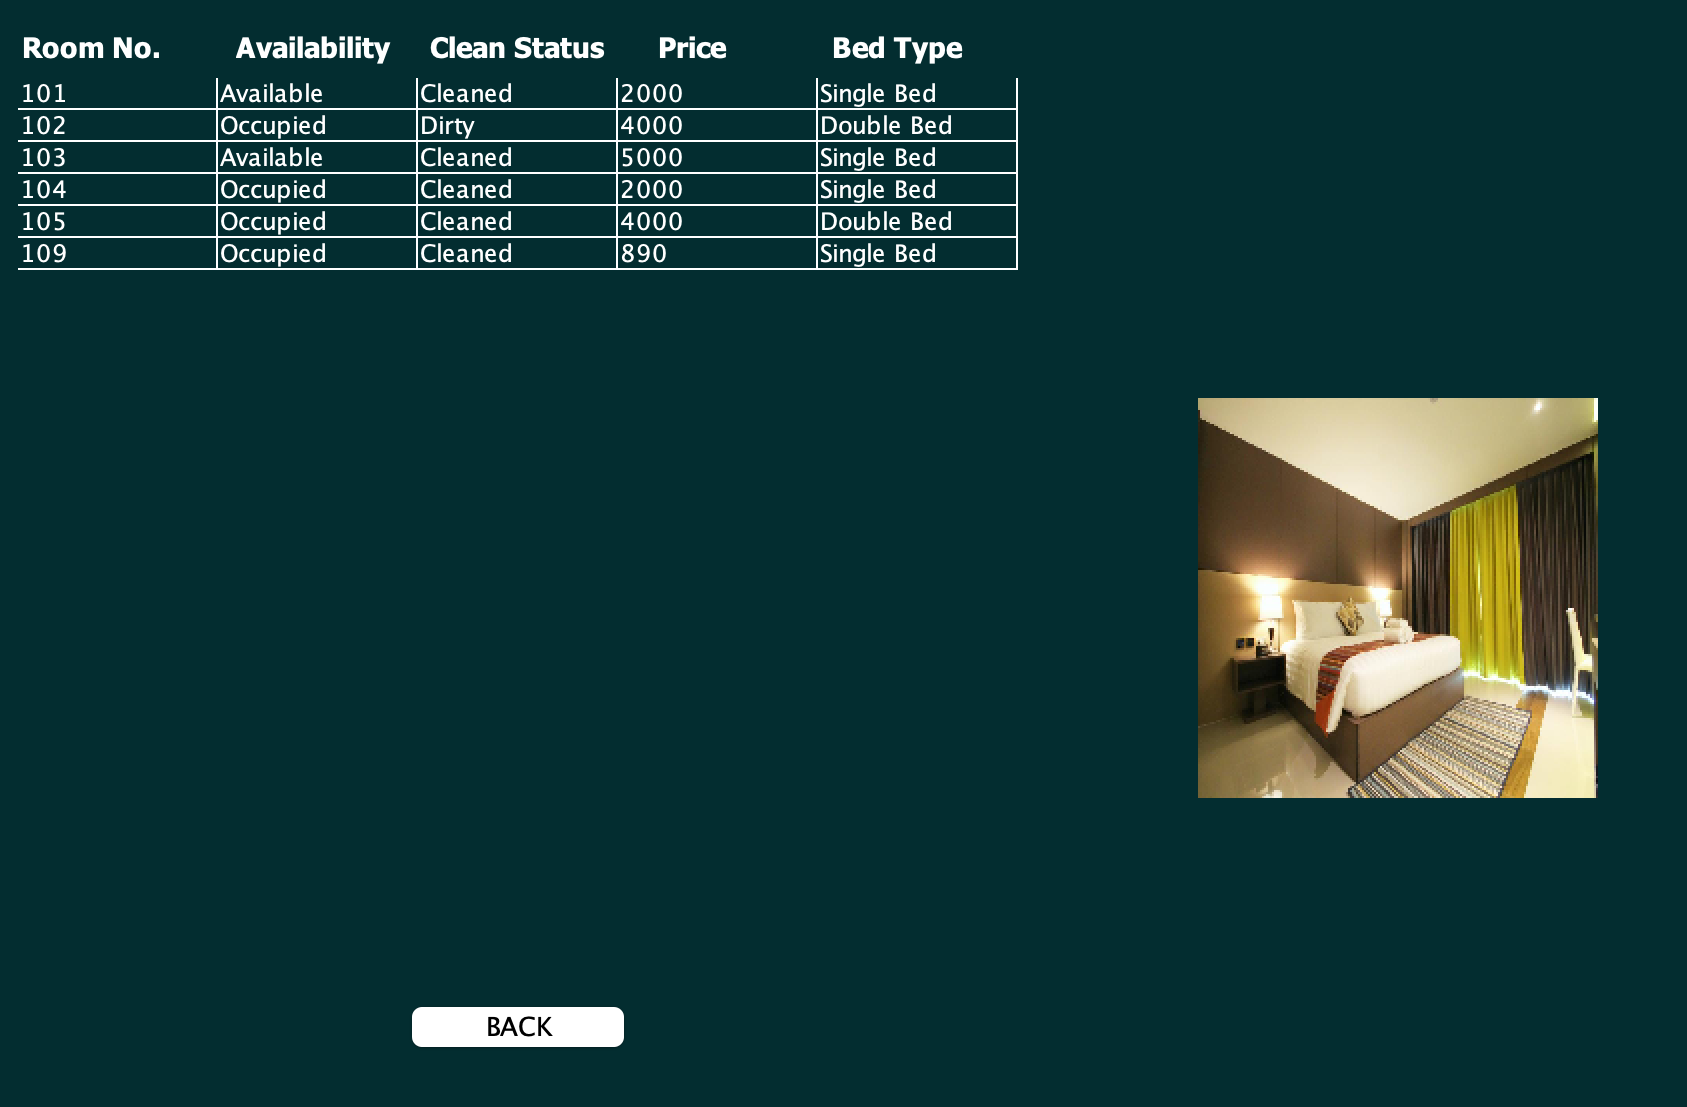 Room No. Availability Clean Status Price Bed Type
101 Available Cleaned 2000 Single Bed
102 Occupied Dirty 4000 Double Bed
103 Available Cleaned 5000 Single Bed
104 Occupied Cleaned 2000 Single Bed
105 Occupied Cleaned 4000 Double Bed
109 Occupied Cleaned 890 Single Bed
BACK